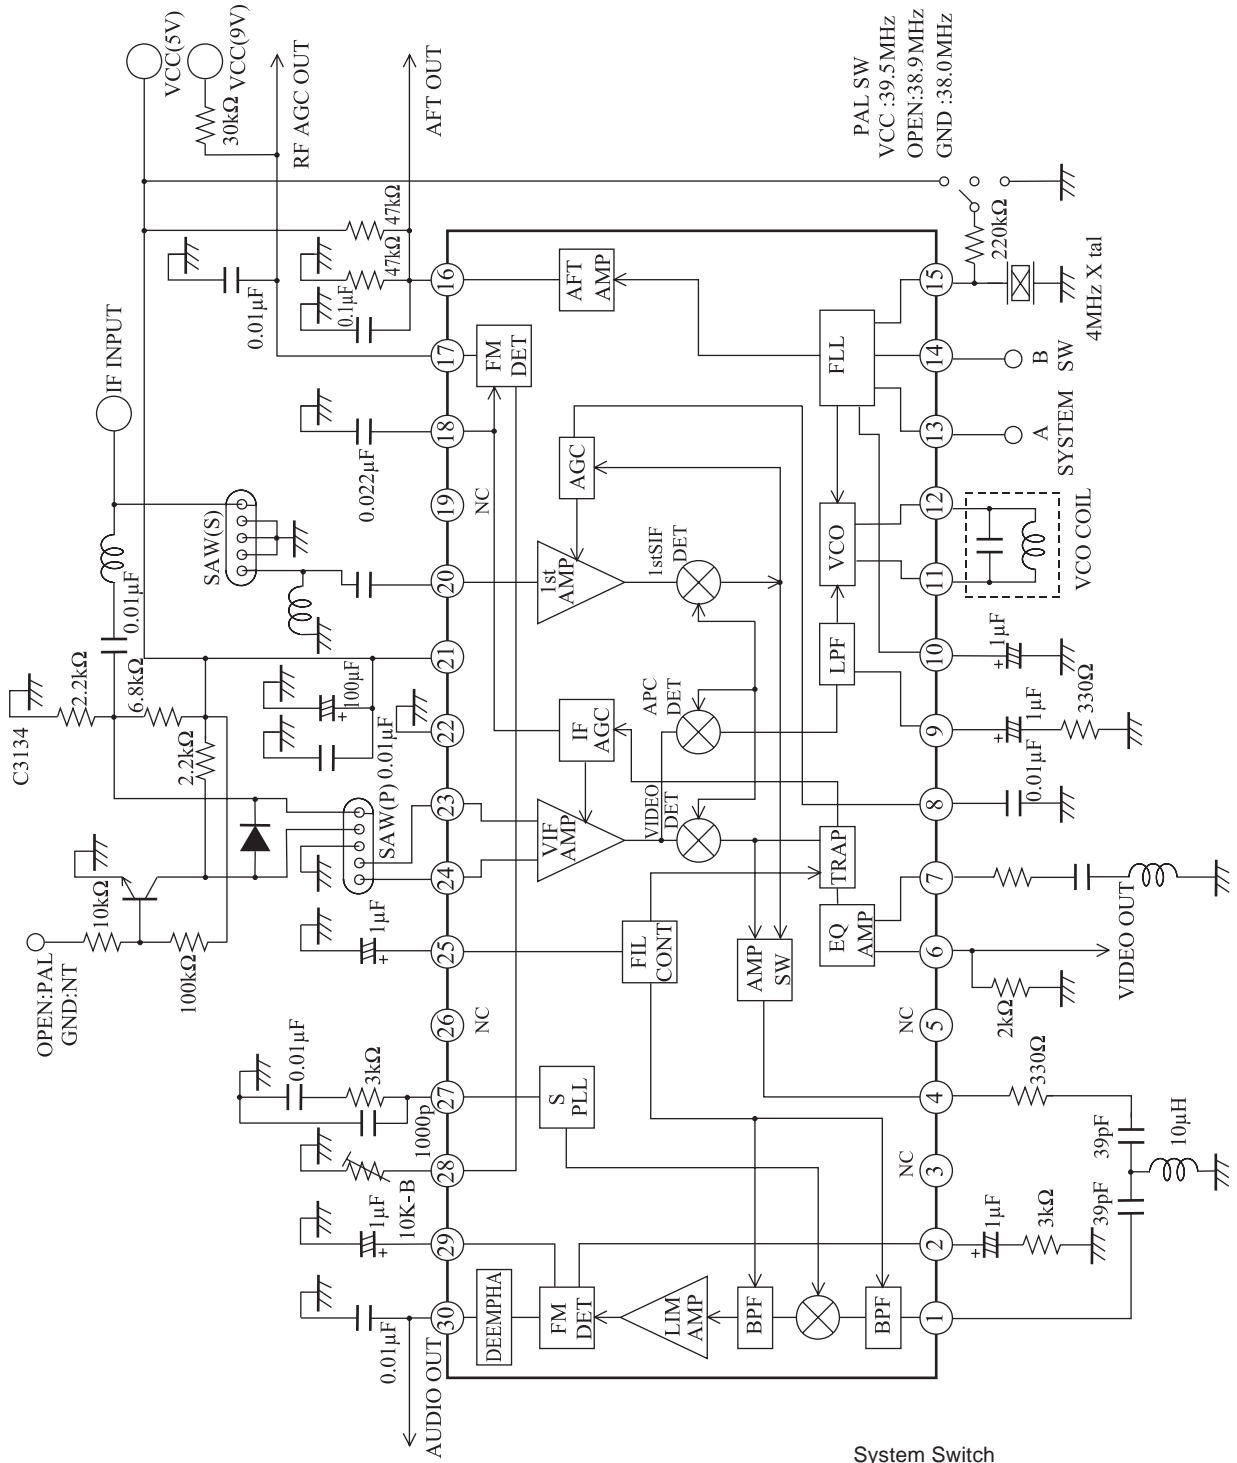 OPEN:PAL
GND:NT
10kΩ
100kΩ
C3134
2.2kΩ
6.8kΩ
2.2kΩ
0.01μF
IF INPUT
SAW(S)
SAW(P)
VCC(5V)
VCC(9V)
30kΩ
RF AGC OUT
AFT OUT
AUDIO OUT
0.01μF
1μF
+
10K-B
1000p
3kΩ
0.01μF
1μF
+
0.01μF
100μF
+
0.022μF
0.01μF
0.1μF
47kΩ
47kΩ
30
29
28
27
26
NC
25
24
23
22
21
20
19
NC
18
17
16
DEEMPHA
FM
DET
LIM
AMP
BPF
BPF
S
PLL
FIL
CONT
AMP
SW
EQ
AMP
TRAP
VIF
AMP
VIDEO
DET
IF
AGC
APC
DET
LPF
VCO
1st
AMP
1stSIF
DET
AGC
FM
DET
AFT
AMP
FLL
1
2
3
NC
4
5
NC
6
7
8
9
10
11
12
13
14
15
+
1μF
3kΩ
39pF
39pF
10μH
330Ω
2kΩ
VIDEO OUT
0.01μF
+
1μF
330Ω
+
1μF
VCO COIL
A
B
SYSTEM
SW
4MHz X tal
220kΩ
PAL SW
VCC :39.5MHz
OPEN:38.9MHz
GND :38.0MHz
System Switch